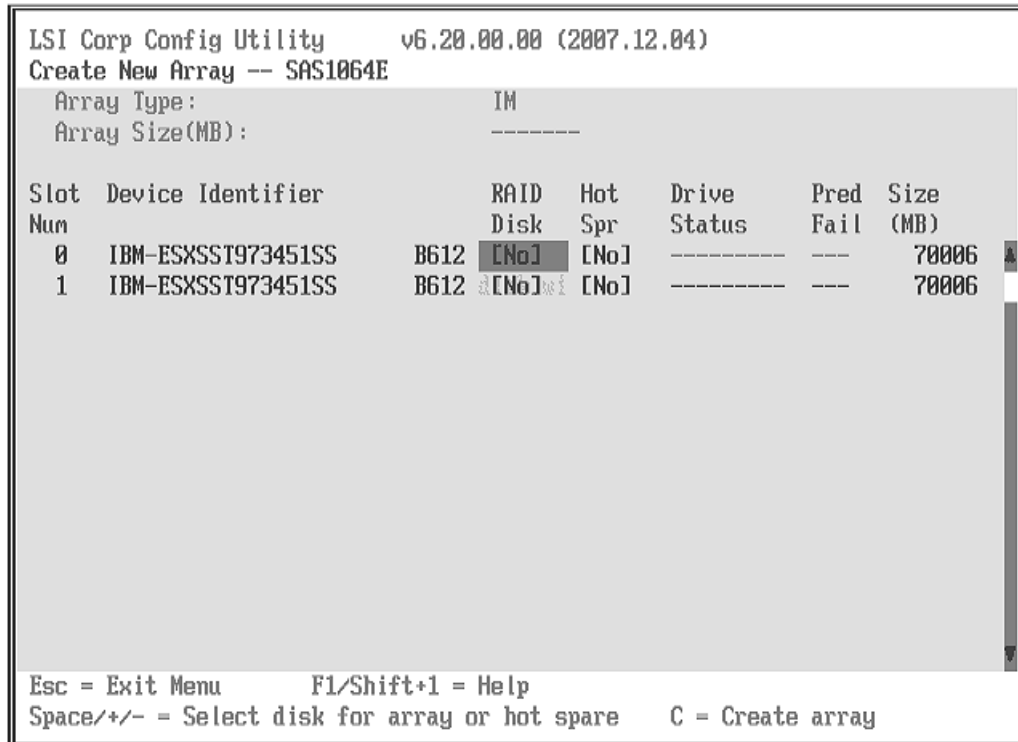 LSI Corp Config Utility v6.20.00.00 (2007.12.04)
Create New Array -- SAS1064E
Array Type: IM
Array Size(MB): -------
Slot Device Identifier RAID Hot Drive Pred Size
Num Disk Spr Status Fail (MB)
0 IBM-ESXSST973451SS B612 [No] [No] --------- --- 70006
1 IBM-ESXSST973451SS B612 [No] [No] --------- --- 70006
Esc = Exit Menu F1/Shift+1 = Help
Space/+/- = Select disk for array or hot spare C = Create array